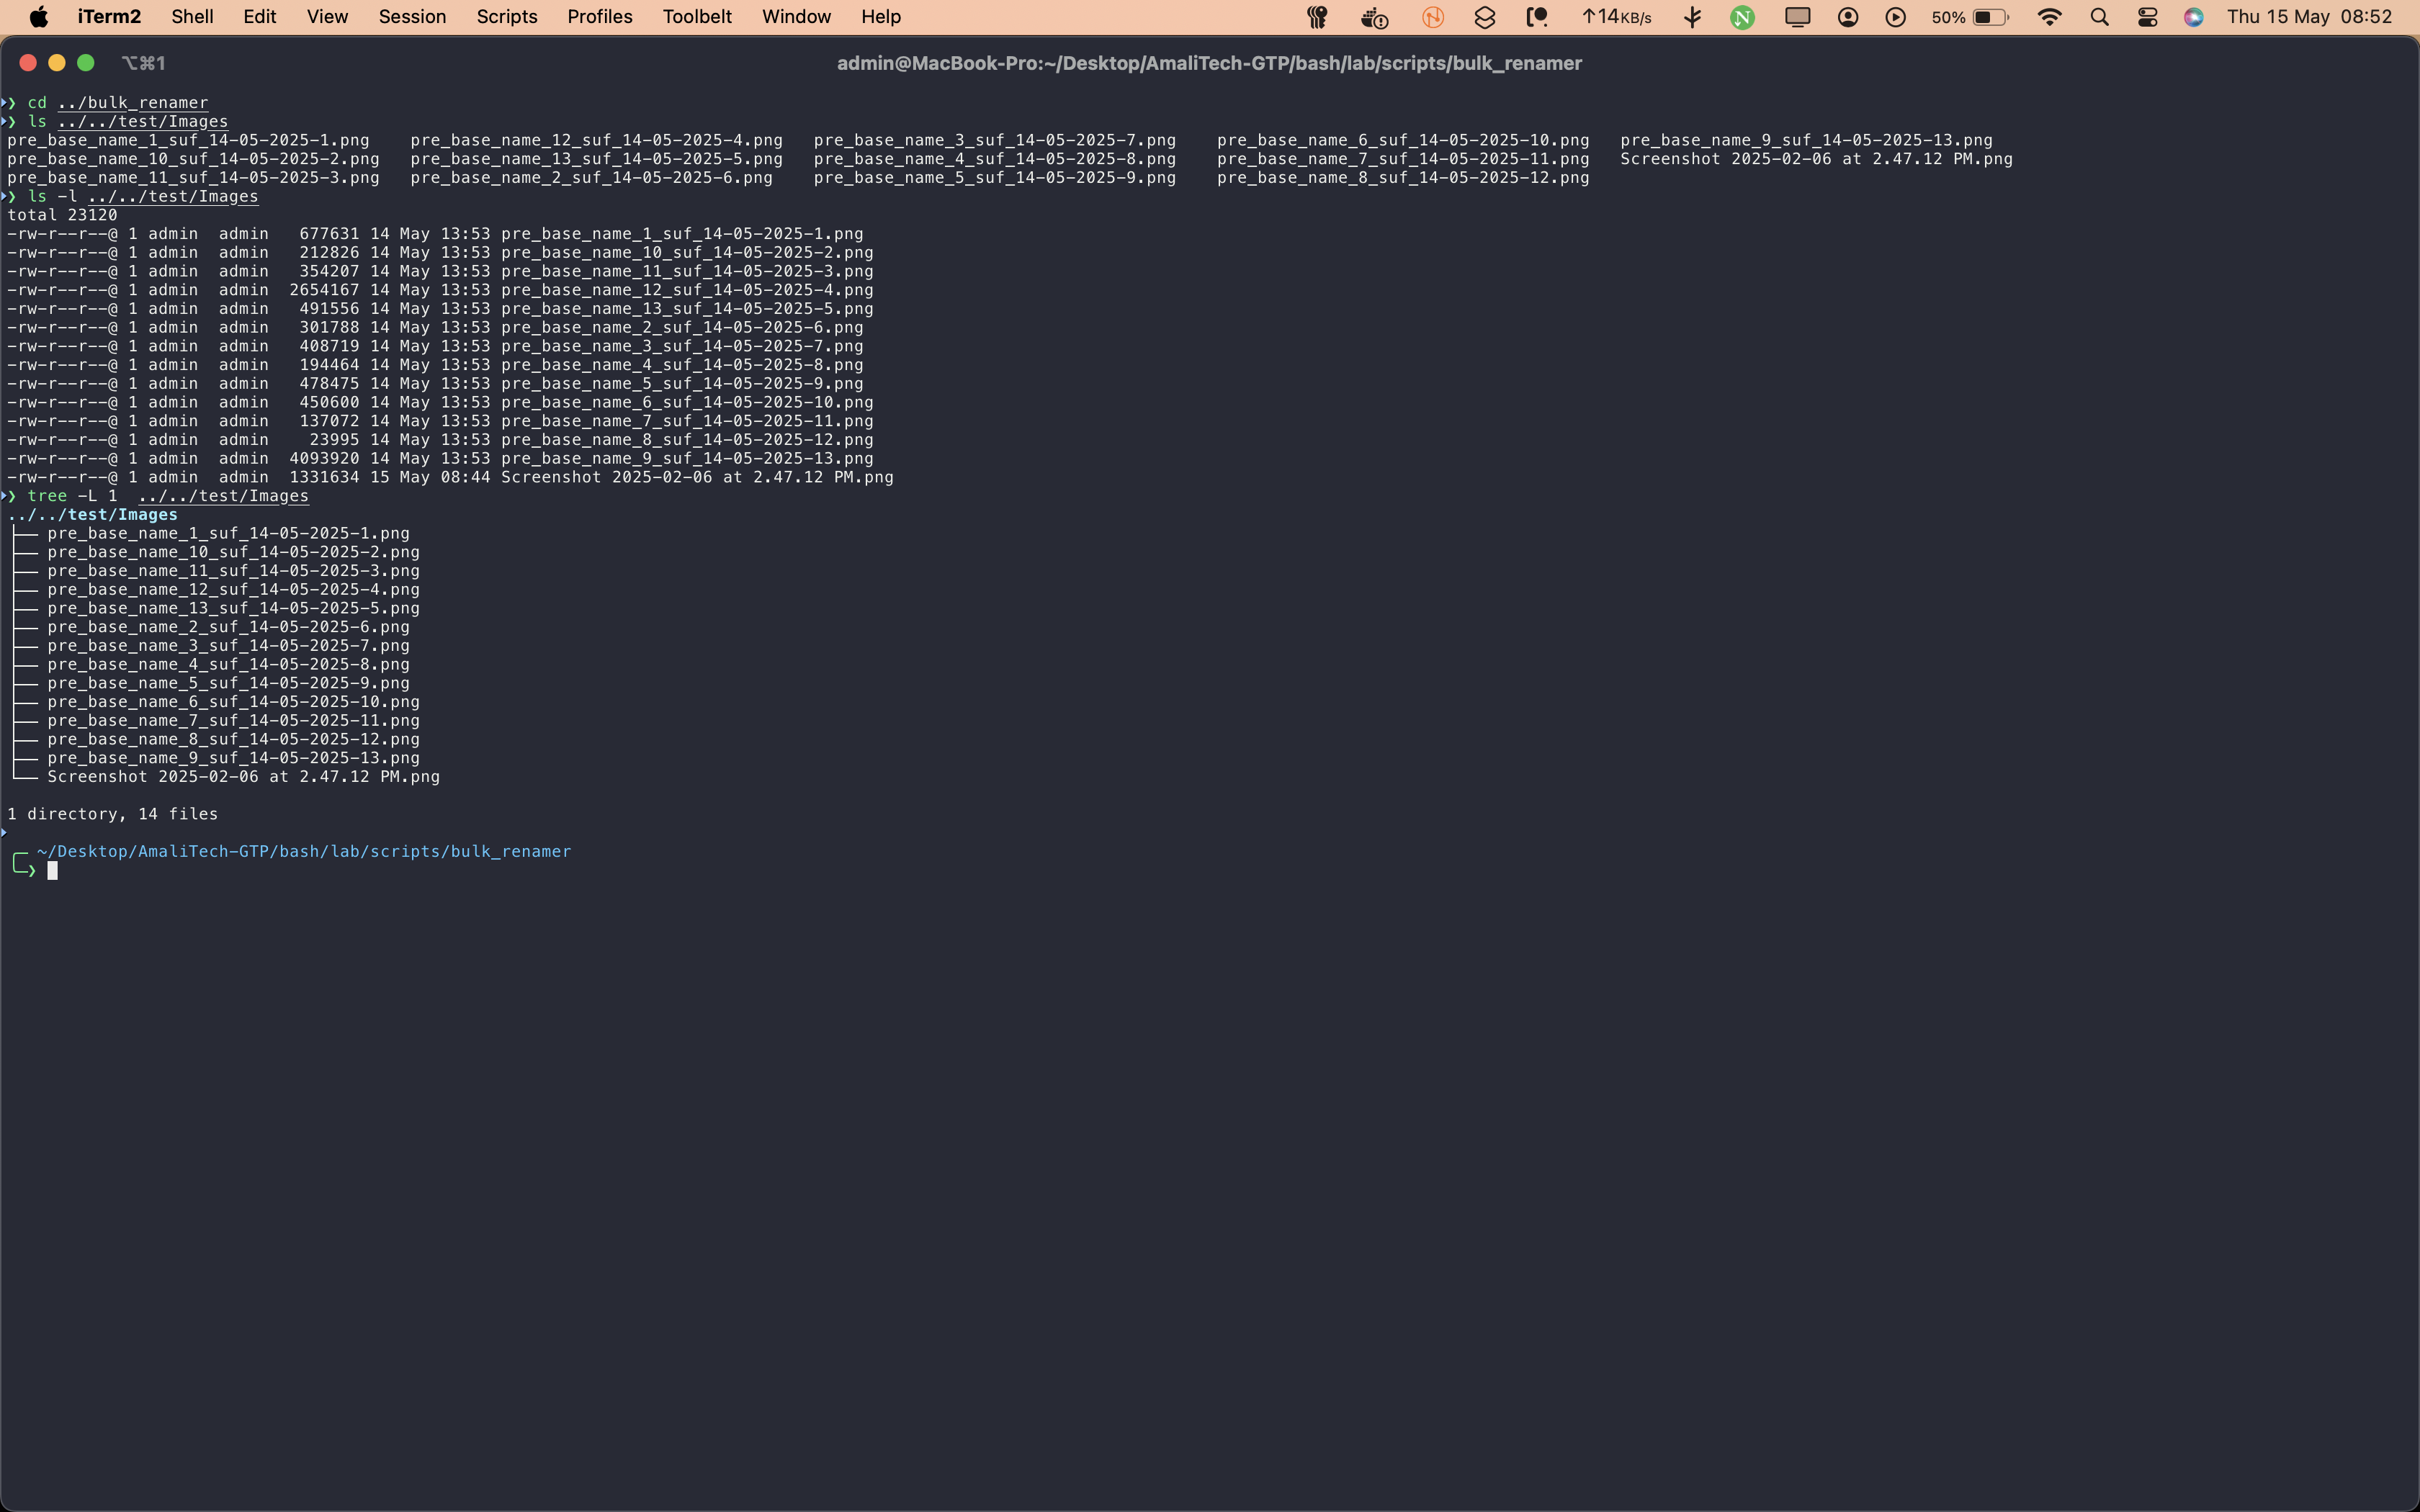 iTerm2 Shell Edit View Session Scripts Profiles Toolbelt Window Help ↑14KB/s N 50% Thu 15 May 08:52
⌥⌘1 admin@MacBook-Pro:~/Desktop/AmaliTech-GTP/bash/lab/scripts/bulk_renamer
❯ cd ../bulk_renamer
❯ ls ../../test/Images
pre_base_name_1_suf_14-05-2025-1.png pre_base_name_12_suf_14-05-2025-4.png pre_base_name_3_suf_14-05-2025-7.png pre_base_name_6_suf_14-05-2025-10.png pre_base_name_9_suf_14-05-2025-13.png
pre_base_name_10_suf_14-05-2025-2.png pre_base_name_13_suf_14-05-2025-5.png pre_base_name_4_suf_14-05-2025-8.png pre_base_name_7_suf_14-05-2025-11.png Screenshot 2025-02-06 at 2.47.12 PM.png
pre_base_name_11_suf_14-05-2025-3.png pre_base_name_2_suf_14-05-2025-6.png pre_base_name_5_suf_14-05-2025-9.png pre_base_name_8_suf_14-05-2025-12.png
❯ ls -l ../../test/Images
total 23120
-rw-r--r--@ 1 admin admin 677631 14 May 13:53 pre_base_name_1_suf_14-05-2025-1.png
-rw-r--r--@ 1 admin admin 212826 14 May 13:53 pre_base_name_10_suf_14-05-2025-2.png
-rw-r--r--@ 1 admin admin 354207 14 May 13:53 pre_base_name_11_suf_14-05-2025-3.png
-rw-r--r--@ 1 admin admin 2654167 14 May 13:53 pre_base_name_12_suf_14-05-2025-4.png
-rw-r--r--@ 1 admin admin 491556 14 May 13:53 pre_base_name_13_suf_14-05-2025-5.png
-rw-r--r--@ 1 admin admin 301788 14 May 13:53 pre_base_name_2_suf_14-05-2025-6.png
-rw-r--r--@ 1 admin admin 408719 14 May 13:53 pre_base_name_3_suf_14-05-2025-7.png
-rw-r--r--@ 1 admin admin 194464 14 May 13:53 pre_base_name_4_suf_14-05-2025-8.png
-rw-r--r--@ 1 admin admin 478475 14 May 13:53 pre_base_name_5_suf_14-05-2025-9.png
-rw-r--r--@ 1 admin admin 450600 14 May 13:53 pre_base_name_6_suf_14-05-2025-10.png
-rw-r--r--@ 1 admin admin 137072 14 May 13:53 pre_base_name_7_suf_14-05-2025-11.png
-rw-r--r--@ 1 admin admin 23995 14 May 13:53 pre_base_name_8_suf_14-05-2025-12.png
-rw-r--r--@ 1 admin admin 4093920 14 May 13:53 pre_base_name_9_suf_14-05-2025-13.png
-rw-r--r--@ 1 admin admin 1331634 15 May 08:44 Screenshot 2025-02-06 at 2.47.12 PM.png
❯ tree -L 1 ../../test/Images
../../test/Images
├── pre_base_name_1_suf_14-05-2025-1.png
├── pre_base_name_10_suf_14-05-2025-2.png
├── pre_base_name_11_suf_14-05-2025-3.png
├── pre_base_name_12_suf_14-05-2025-4.png
├── pre_base_name_13_suf_14-05-2025-5.png
├── pre_base_name_2_suf_14-05-2025-6.png
├── pre_base_name_3_suf_14-05-2025-7.png
├── pre_base_name_4_suf_14-05-2025-8.png
├── pre_base_name_5_suf_14-05-2025-9.png
├── pre_base_name_6_suf_14-05-2025-10.png
├── pre_base_name_7_suf_14-05-2025-11.png
├── pre_base_name_8_suf_14-05-2025-12.png
├── pre_base_name_9_suf_14-05-2025-13.png
└── Screenshot 2025-02-06 at 2.47.12 PM.png
1 directory, 14 files
~/Desktop/AmaliTech-GTP/bash/lab/scripts/bulk_renamer
❯